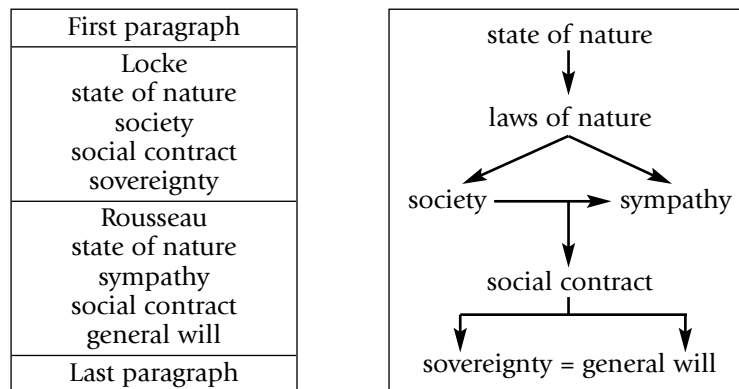 First paragraph
Locke
state of nature
society
social contract
sovereignty
Rousseau
state of nature
sympathy
social contract
general will
Last paragraph
state of nature
laws of nature
society sympathy
social contract
sovereignty = general will